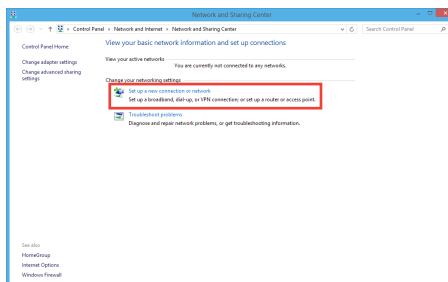 Network and Sharing Center
Control Panel ▸ Network and Internet ▸ Network and Sharing Center
Search Control Panel
Control Panel Home
Change adapter settings
Change advanced sharing
settings
View your basic network information and set up connections
View your active networks
You are currently not connected to any networks.
Change your networking settings
Set up a new connection or network
Set up a broadband, dial-up, or VPN connection; or set up a router or access point.
Troubleshoot problems
Diagnose and repair network problems, or get troubleshooting information.
See also
HomeGroup
Internet Options
Windows Firewall